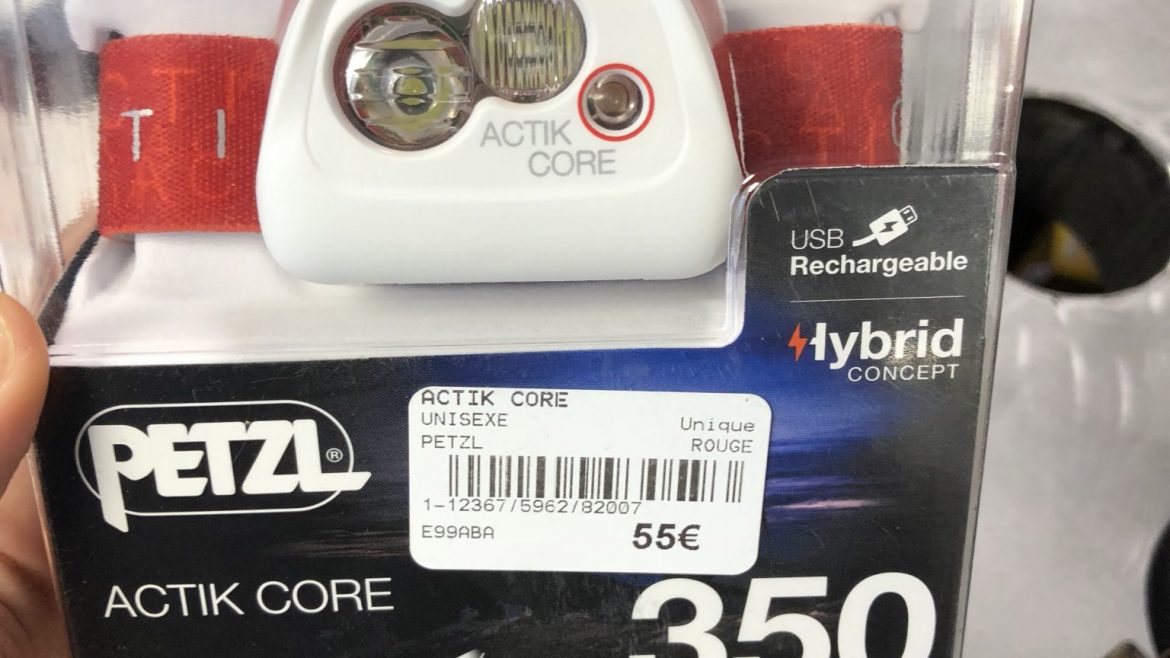 T I
ACTIK
CORE
USB
Rechargeable
Hybrid
CONCEPT
PETZL®
ACTIK CORE
UNISEXE Unique
PETZL ROUGE
1-12367/5962/82007
E99ABA 55€
ACTIK CORE
350